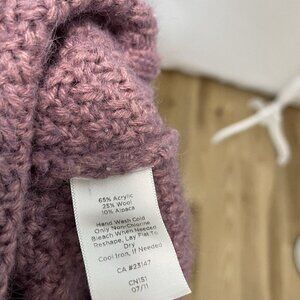 65% Acrylic
25% Wool
10% Alpaca
Hand Wash Cold
Only Non-Chlorine
Bleach When Needed
Reshape, Lay Flat To
Dry
Cool Iron, If Needed
CA #23147
CN151
07/11